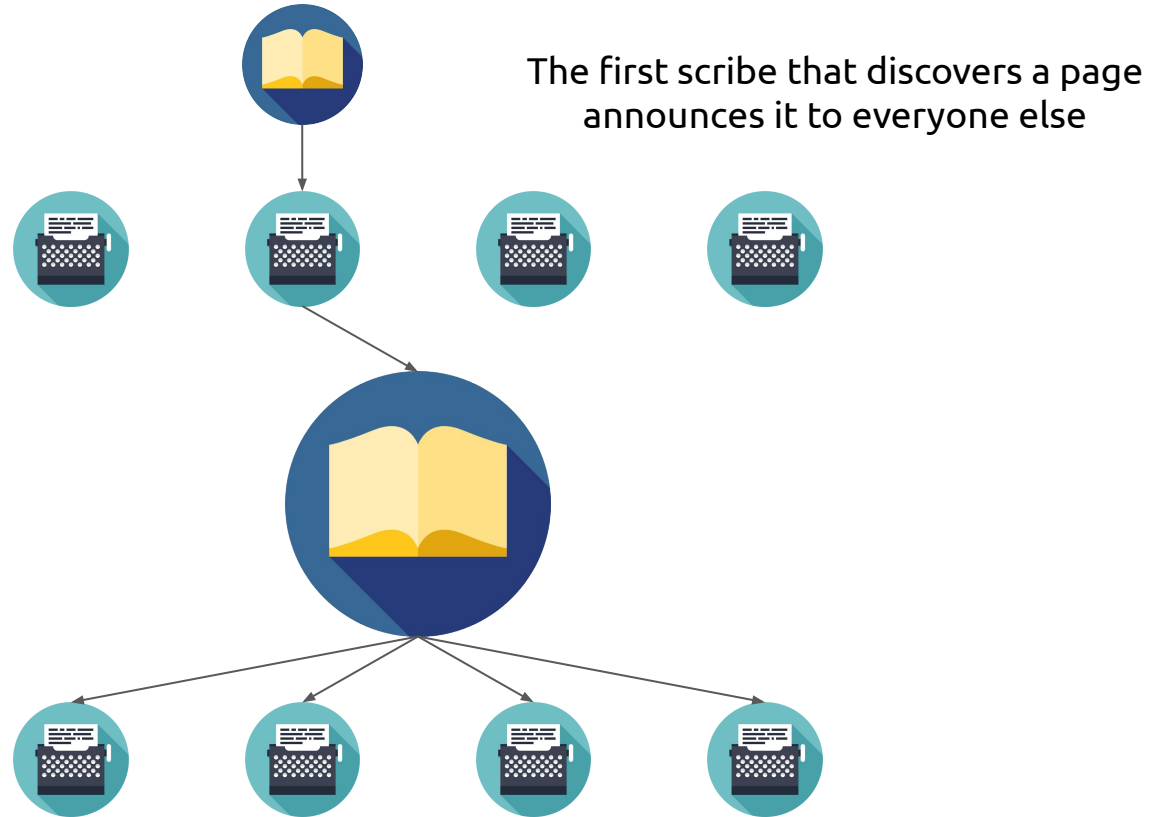 The first scribe that discovers a page
announces it to everyone else